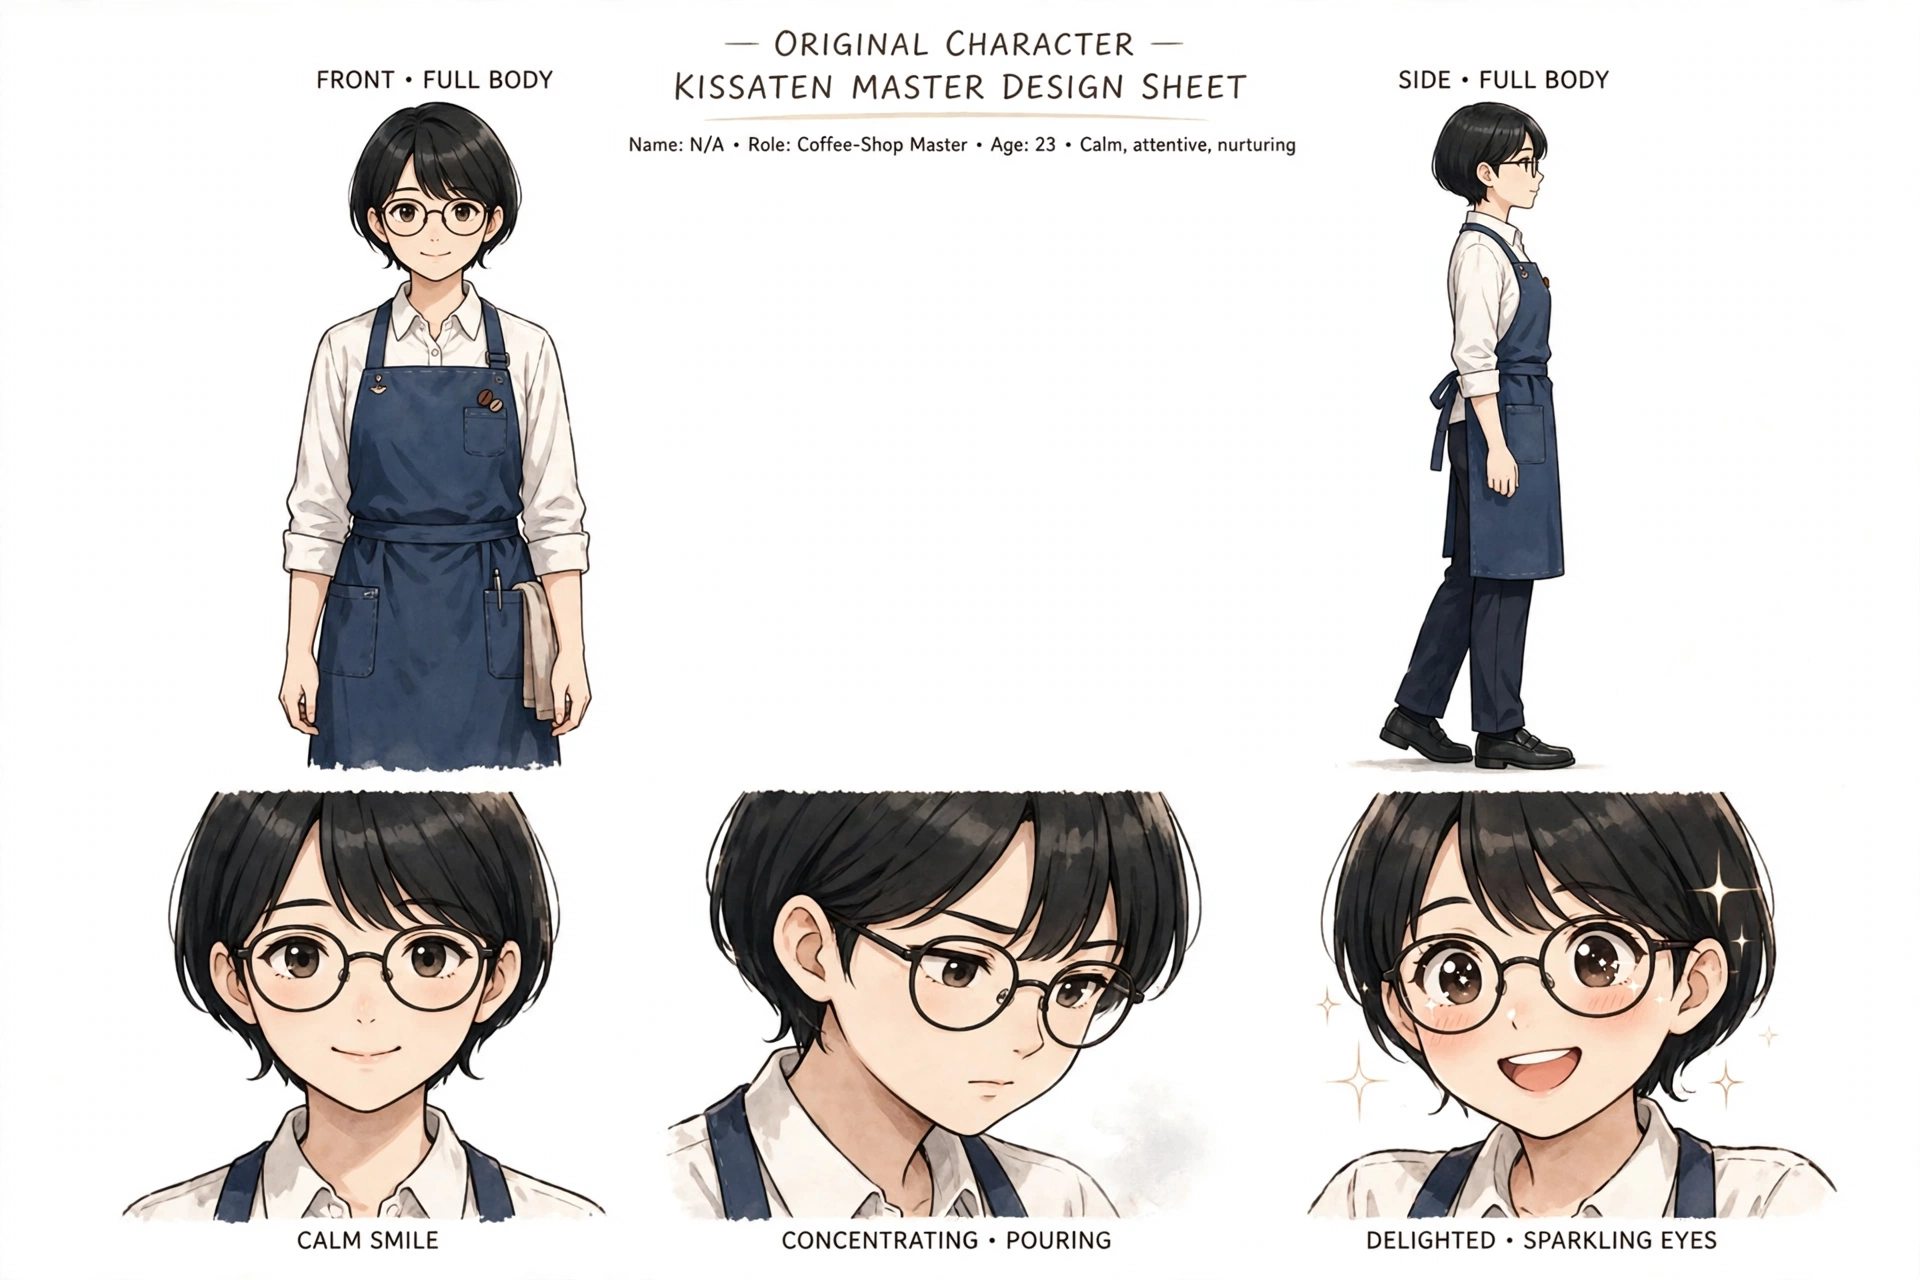 — ORIGINAL CHARACTER —
KISSATEN MASTER DESIGN SHEET
Name: N/A • Role: Coffee-Shop Master • Age: 23 • Calm, attentive, nurturing
FRONT • FULL BODY
SIDE • FULL BODY
CALM SMILE
CONCENTRATING • POURING
DELIGHTED • SPARKLING EYES